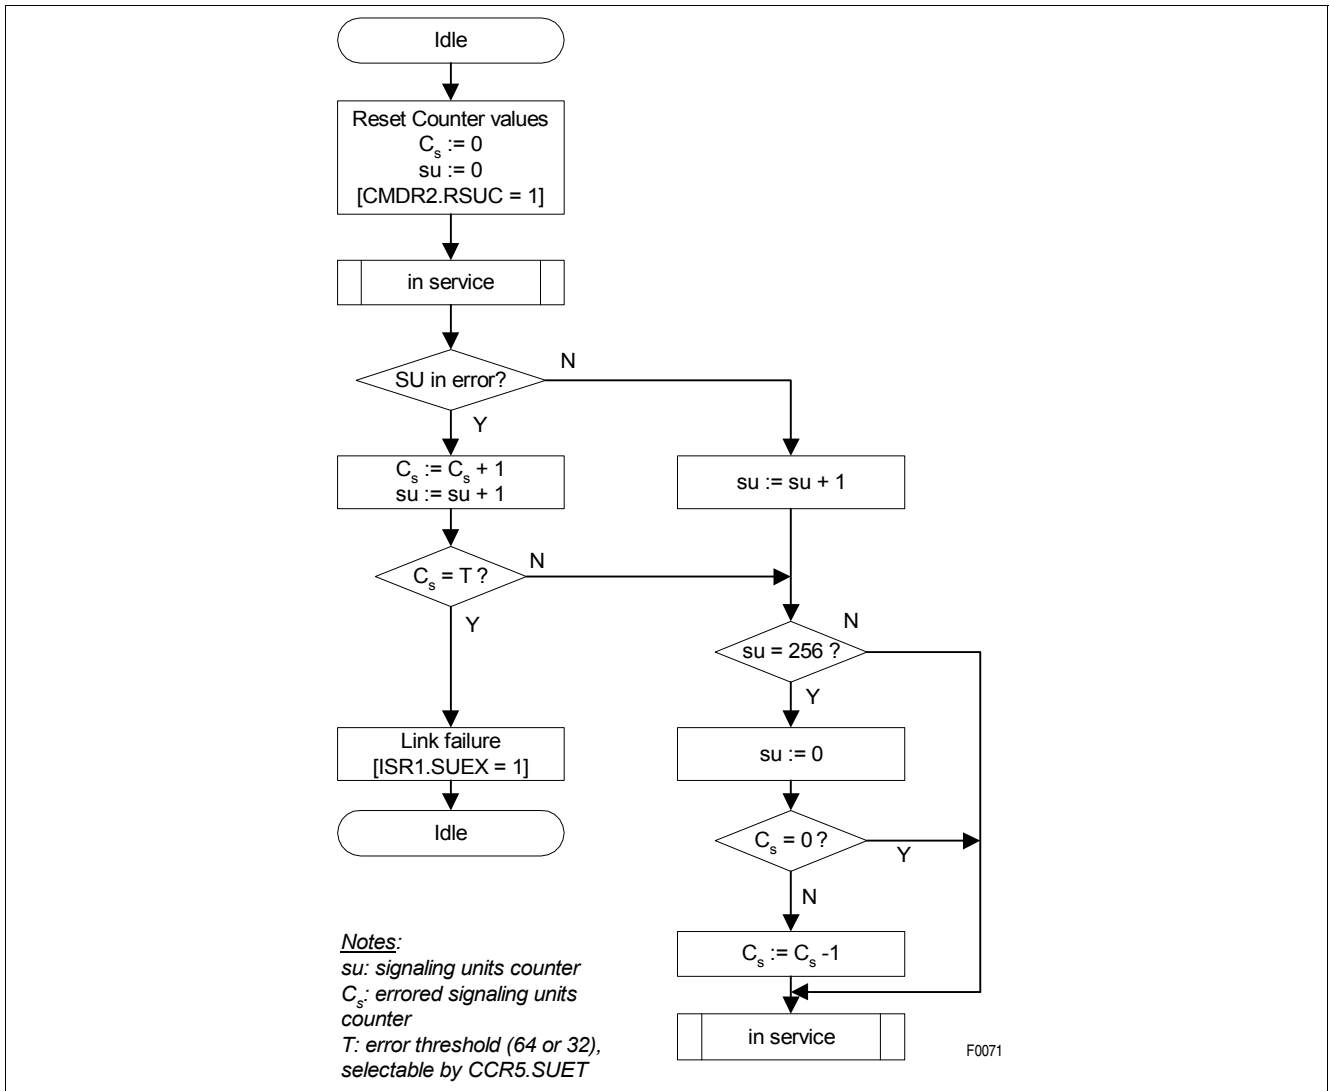 Idle
Reset Counter values
Cs := 0
su := 0
[CMDR2.RSUC = 1]
in service
SU in error?
N
Y
Cs := Cs + 1
su := su + 1
su := su + 1
Cs = T ?
N
Y
su = 256 ?
N
Y
Link failure
[ISR1.SUEX = 1]
su := 0
Idle
Cs = 0 ?
Y
N
Cs := Cs -1
in service
Notes:
su: signaling units counter
Cs: errored signaling units
counter
T: error threshold (64 or 32),
selectable by CCR5.SUET
F0071